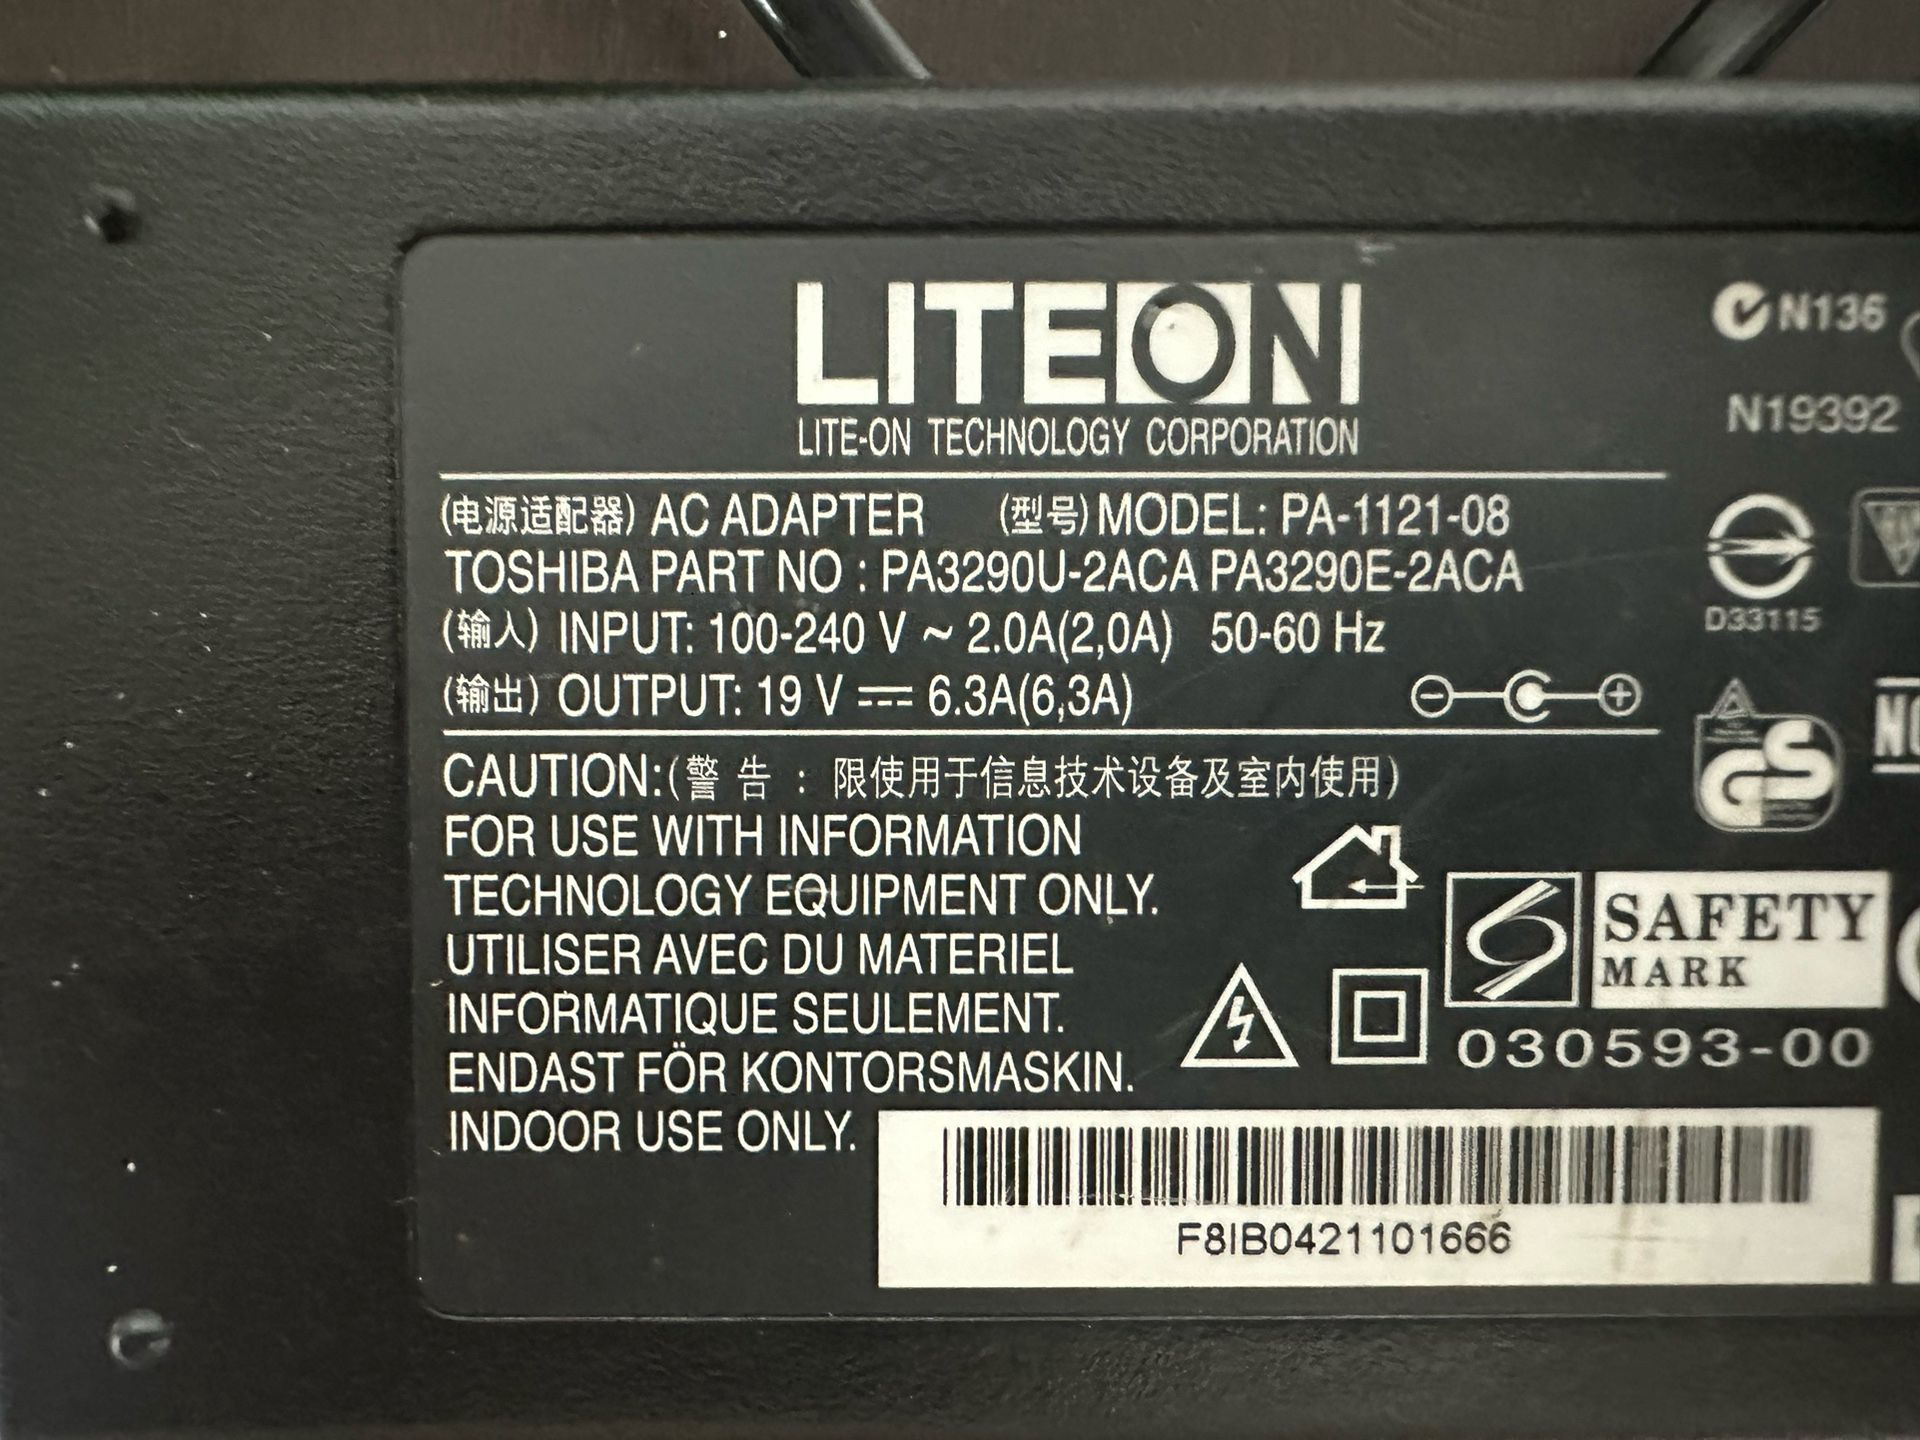 LITEON
N136
LITE-ON TECHNOLOGY CORPORATION
N19392
(电源适配器) AC ADAPTER (型号) MODEL: PA-1121-08
TOSHIBA PART NO : PA3290U-2ACA PA3290E-2ACA
D33115
(输入) INPUT: 100-240 V ~ 2.0A(2,0A) 50-60 Hz
(输出) OUTPUT: 19 V ⎓ 6.3A(6,3A)
GS
CAUTION:(警 告 : 限使用于信息技术设备及室内使用)
FOR USE WITH INFORMATION
TECHNOLOGY EQUIPMENT ONLY.
UTILISER AVEC DU MATERIEL
INFORMATIQUE SEULEMENT.
ENDAST FÖR KONTORSMASKIN.
INDOOR USE ONLY.
SAFETY
MARK
030593-00
F8IB0421101666